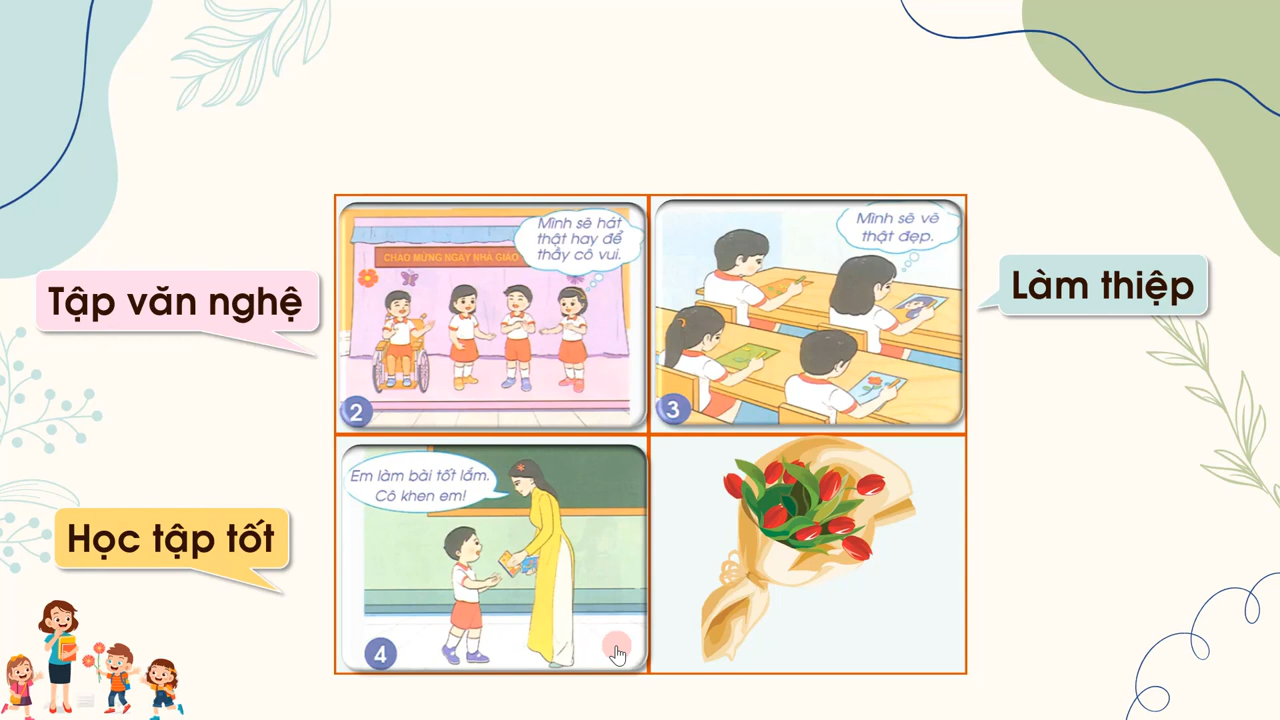 Mình sẽ hát
thật hay để
thầy cô vui.
CHÀO MỪNG NGÀY NHÀ GIÁO
2
Mình sẽ vẽ
thật đẹp.
3
Tập văn nghệ
Làm thiệp
Em làm bài tốt lắm.
Cô khen em!
4
Học tập tốt